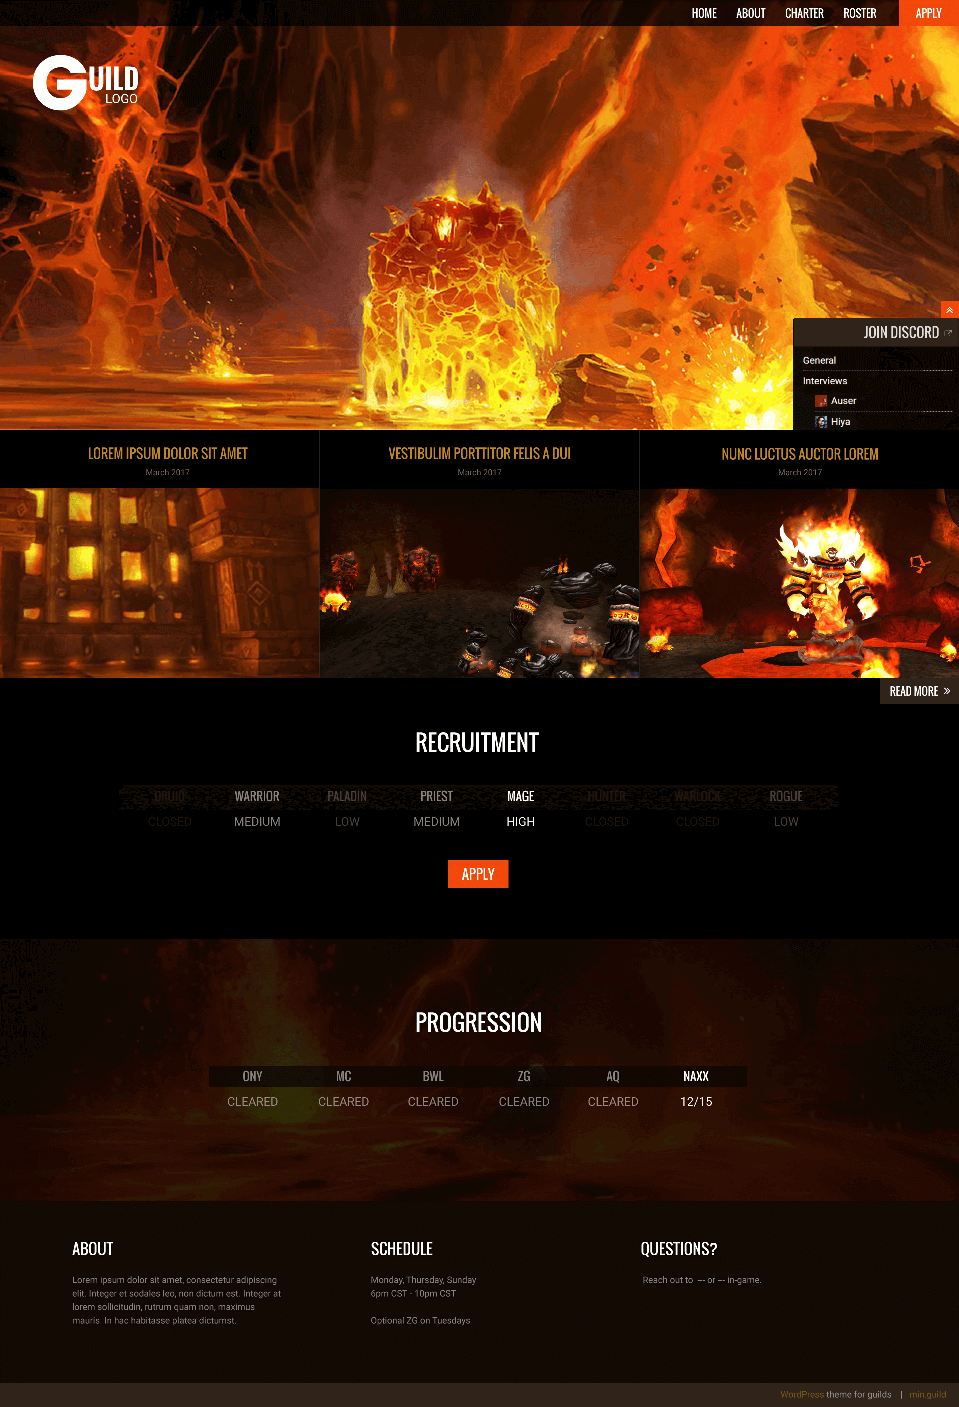 HOME ABOUT CHARTER ROSTER APPLY
GUILD
LOGO
JOIN DISCORD
General
Interviews
Auser
Hiya
LOREM IPSUM DOLOR SIT AMET
March 2017
VESTIBULIM PORTTITOR FELIS A DUI
March 2017
NUNC LUCTUS AUCTOR LOREM
March 2017
READ MORE »
RECRUITMENT
DRUID WARRIOR PALADIN PRIEST MAGE HUNTER WARLOCK ROGUE
CLOSED MEDIUM LOW MEDIUM HIGH CLOSED CLOSED LOW
APPLY
PROGRESSION
ONY MC BWL ZG AQ NAXX
CLEARED CLEARED CLEARED CLEARED CLEARED 12/15
ABOUT
Lorem ipsum dolor sit amet, consectetur adipiscing
elit. Integer et sodales leo, non dictum est. Integer at
lorem sollicitudin, rutrum quam non, maximus
mauris. In hac habitasse platea dictumst.
SCHEDULE
Monday, Thursday, Sunday
6pm CST - 10pm CST
Optional ZG on Tuesdays
QUESTIONS?
Reach out to --- or --- in-game.
WordPress theme for guilds | min.guild